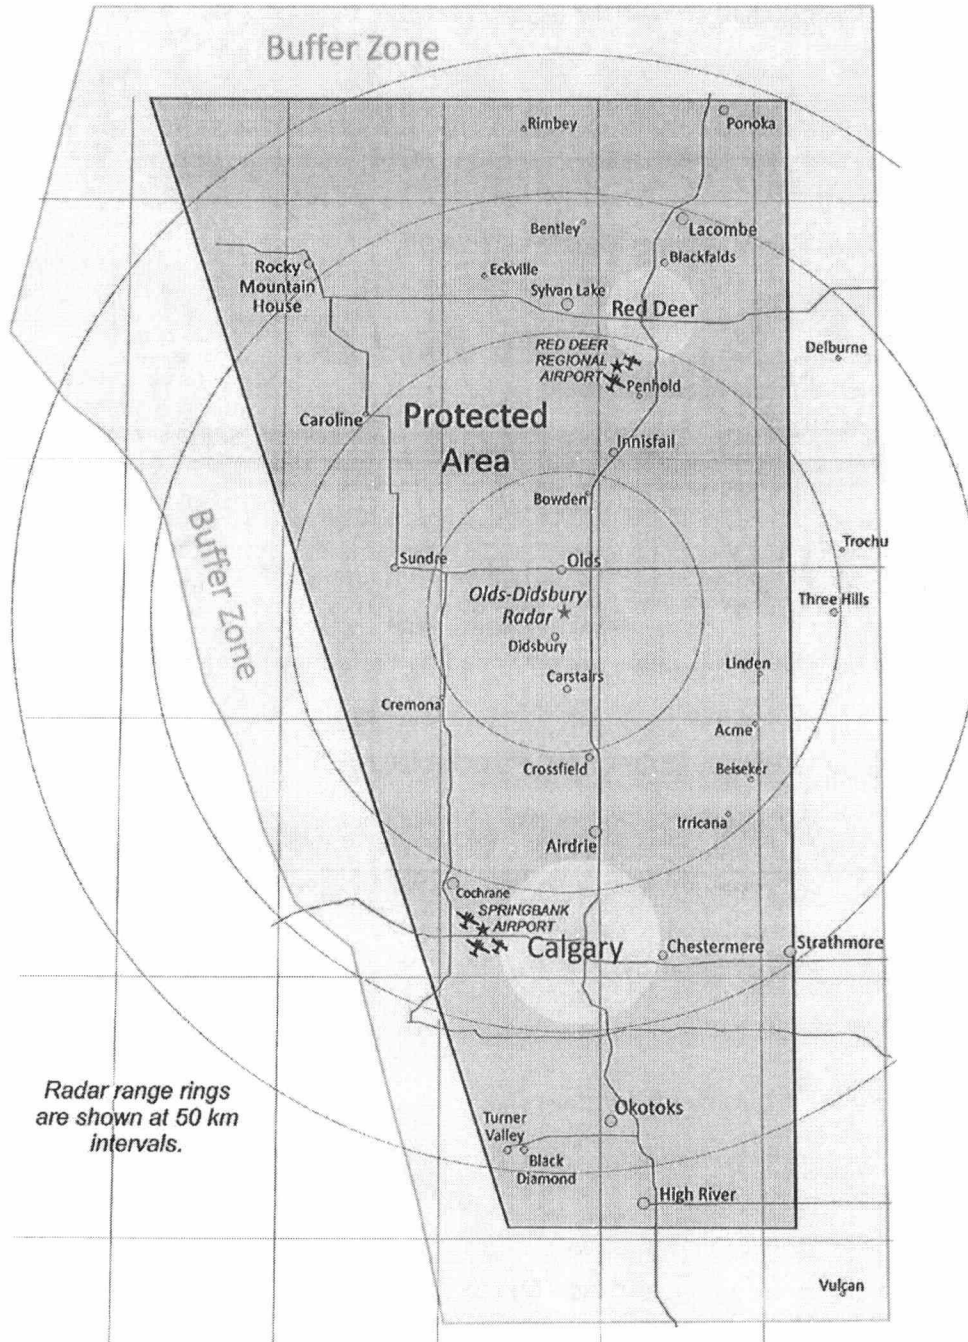 Buffer Zone
Rimbey
Ponoka
Bentley
Lacombe
Blackfalds
Rocky
Mountain
House
Eckville
Sylvan Lake
Red Deer
RED DEER
REGIONAL
AIRPORT
Delburne
Penhold
Caroline
Protected
Area
Innisfail
Bowden
Buffer Zone
Trochu
Sundre
Olds
Olds-Didsbury
Radar
Three Hills
Didsbury
Linden
Carstairs
Cremona
Acme
Crossfield
Beiseker
Irricana
Airdrie
Cochrane
SPRINGBANK
AIRPORT
Calgary
Chestermere
Strathmore
Radar range rings
are shown at 50 km
intervals.
Okotoks
Turner
Valley
Black
Diamond
High River
Vulcan